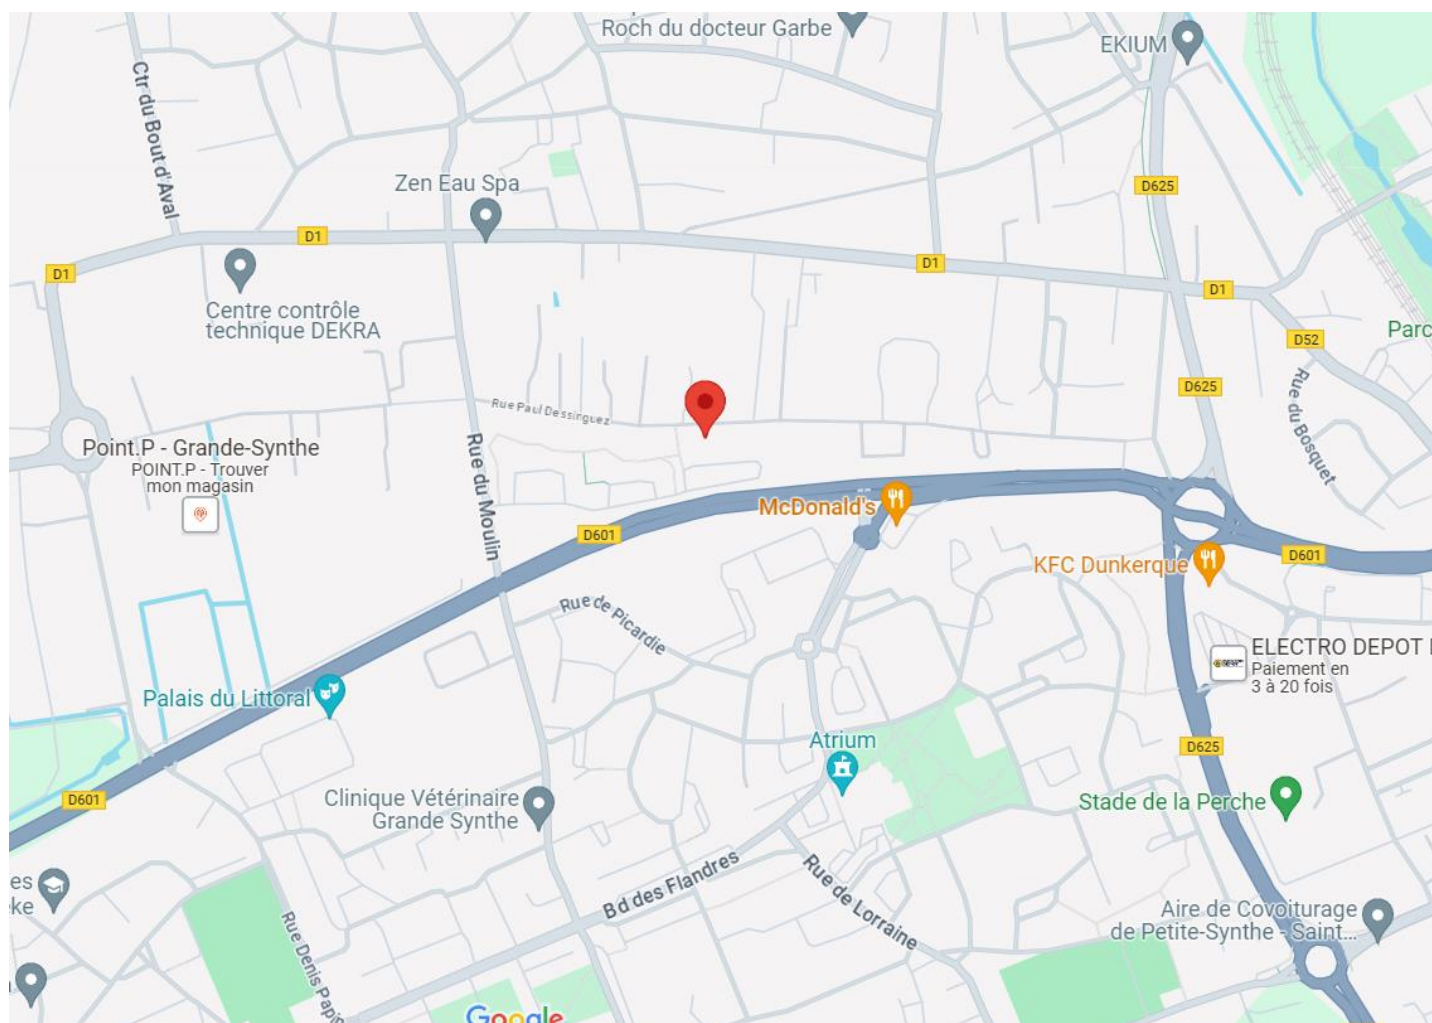 Roch du docteur Garbe
EKIUM
Ctr du Bout d'Aval
Zen Eau Spa
D625
D1
D1
D1
D1
Centre contrôle
technique DEKRA
D52
Parc
D625
Rue du Bosquet
Rue Paul Dessinguez
Point.P - Grande-Synthe
POINT.P - Trouver
mon magasin
Rue du Moulin
McDonald's
D601
D601
KFC Dunkerque
Rue de Picardie
ELECTRO DEPOT
Paiement en
3 à 20 fois
Palais du Littoral
Atrium
D625
D601
Clinique Vétérinaire
Grande Synthe
Stade de la Perche
Bd des Flandres
Rue de Lorraine
es
ke
Aire de Covoiturage
de Petite-Synthe - Saint...
Rue Denis Papin
Google